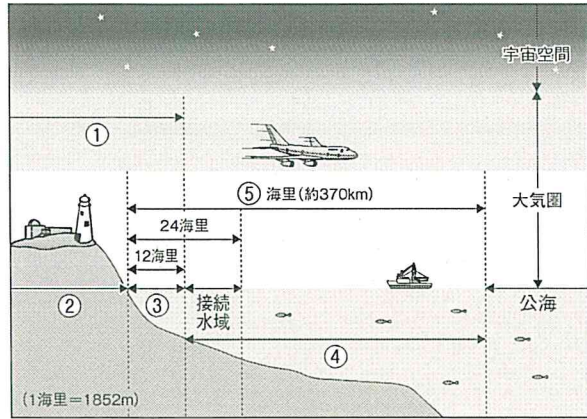 宇宙空間
①
⑤ 海里(約370km)
大気圏
24海里
12海里
②
③
接続
水域
公海
④
(1海里=1852m)